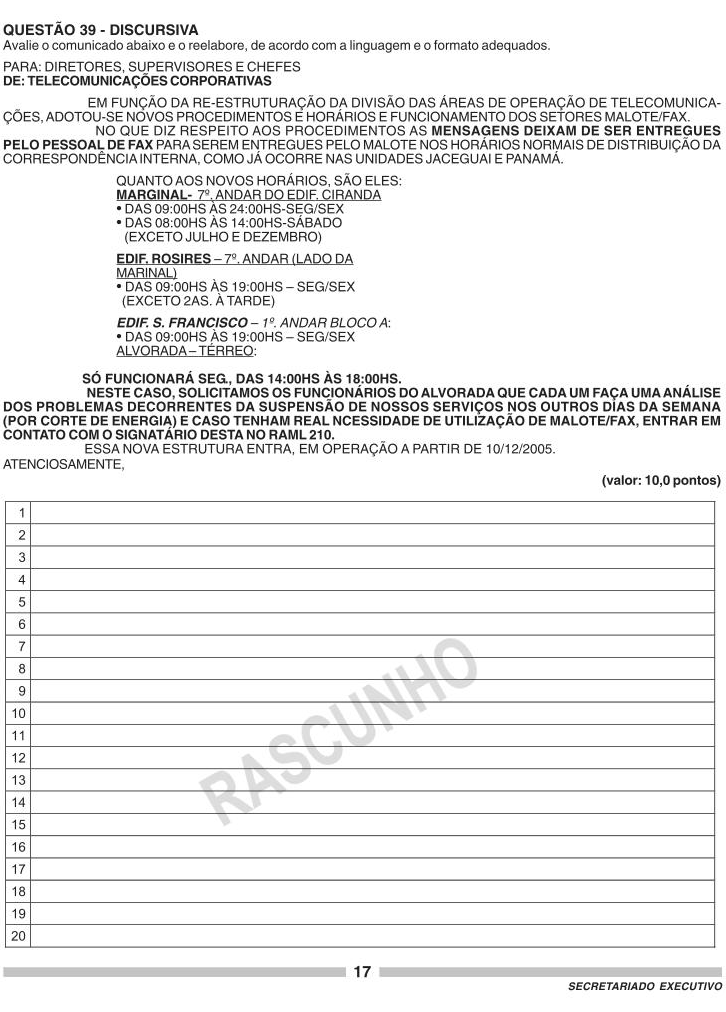 QUESTÃO 39 - DISCURSIVA
Avalie o comunicado abaixo e o reelabore, de acordo com a linguagem e o formato adequados.
PARA: DIRETORES, SUPERVISORES E CHEFES
DE: TELECOMUNICAÇÕES CORPORATIVAS
EM FUNÇÃO DA RE-ESTRUTURAÇÃO DA DIVISÃO DAS ÁREAS DE OPERAÇÃO DE TELECOMUNICA-
ÇÕES, ADOTOU-SE NOVOS PROCEDIMENTOS E HORÁRIOS E FUNCIONAMENTO DOS SETORES MALOTE/FAX.
NO QUE DIZ RESPEITO AOS PROCEDIMENTOS AS MENSAGENS DEIXAM DE SER ENTREGUES
PELO PESSOAL DE FAX PARA SEREM ENTREGUES PELO MALOTE NOS HORÁRIOS NORMAIS DE DISTRIBUIÇÃO DA
CORRESPONDÊNCIA INTERNA, COMO JÁ OCORRE NAS UNIDADES JACEGUAI E PANAMÁ.
QUANTO AOS NOVOS HORÁRIOS, SÃO ELES:
MARGINAL- 7º. ANDAR DO EDIF. CIRANDA
• DAS 09:00HS ÀS 24:00HS-SEG/SEX
• DAS 08:00HS ÀS 14:00HS-SÁBADO
(EXCETO JULHO E DEZEMBRO)
EDIF. ROSIRES – 7º. ANDAR (LADO DA
MARINAL)
• DAS 09:00HS ÀS 19:00HS – SEG/SEX
(EXCETO 2AS. À TARDE)
EDIF. S. FRANCISCO – 1º. ANDAR BLOCO A:
• DAS 09:00HS ÀS 19:00HS – SEG/SEX
ALVORADA – TÉRREO:
SÓ FUNCIONARÁ SEG., DAS 14:00HS ÀS 18:00HS.
NESTE CASO, SOLICITAMOS OS FUNCIONÁRIOS DO ALVORADA QUE CADA UM FAÇA UMA ANÁLISE
DOS PROBLEMAS DECORRENTES DA SUSPENSÃO DE NOSSOS SERVIÇOS NOS OUTROS DIAS DA SEMANA
(POR CORTE DE ENERGIA) E CASO TENHAM REAL NCESSIDADE DE UTILIZAÇÃO DE MALOTE/FAX, ENTRAR EM
CONTATO COM O SIGNATÁRIO DESTA NO RAML 210.
ESSA NOVA ESTRUTURA ENTRA, EM OPERAÇÃO A PARTIR DE 10/12/2005.
ATENCIOSAMENTE,
(valor: 10,0 pontos)
1
2
3
4
5
6
7
8
9
10
11
12
13
14
15
16
17
18
19
20
RASCUNHO
17
SECRETARIADO EXECUTIVO